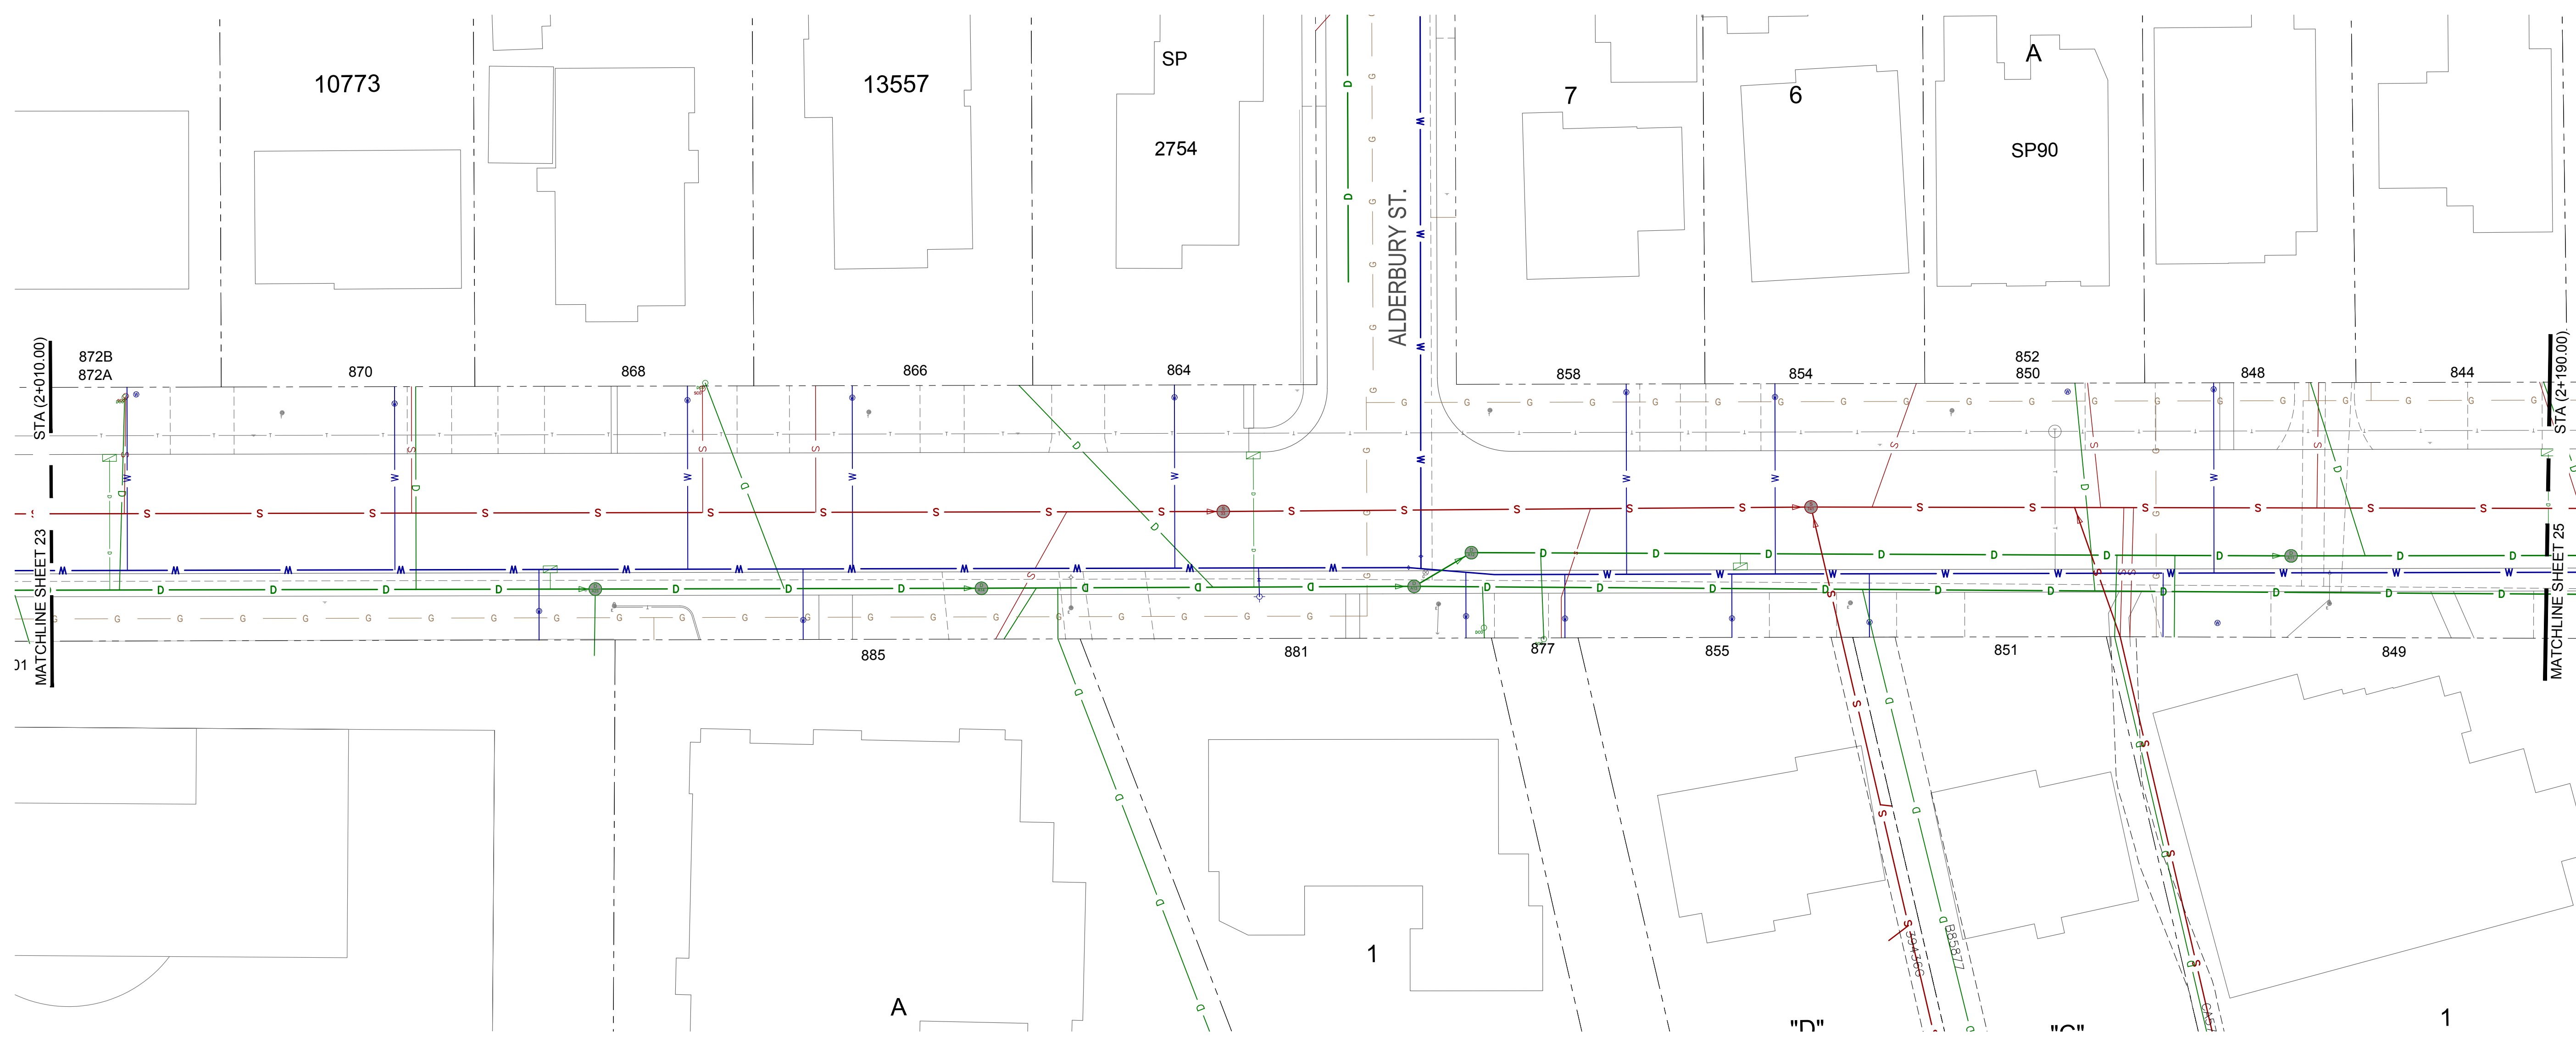 10773
13557
SP
2754
ALDERBURY ST.
7
6
A
SP90
STA (2+010.00)
MATCHLINE SHEET 23
872B
872A
870
868
866
864
858
854
852
850
848
844
STA (2+190.00)
MATCHLINE SHEET 25
01
885
881
877
855
851
849
A
1
B85877
"D"
"C"
1